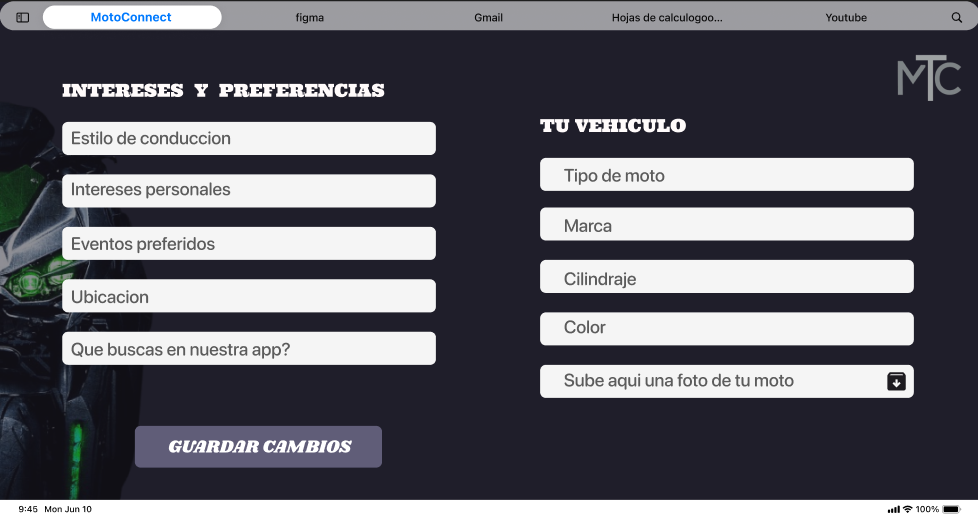 MotoConnect
figma
Gmail
Hojas de calculogoo...
Youtube
MTC
INTERESES Y PREFERENCIAS
Estilo de conduccion
Intereses personales
Eventos preferidos
Ubicacion
Que buscas en nuestra app?
GUARDAR CAMBIOS
TU VEHICULO
Tipo de moto
Marca
Cilindraje
Color
Sube aqui una foto de tu moto
9:45 Mon Jun 10
100%